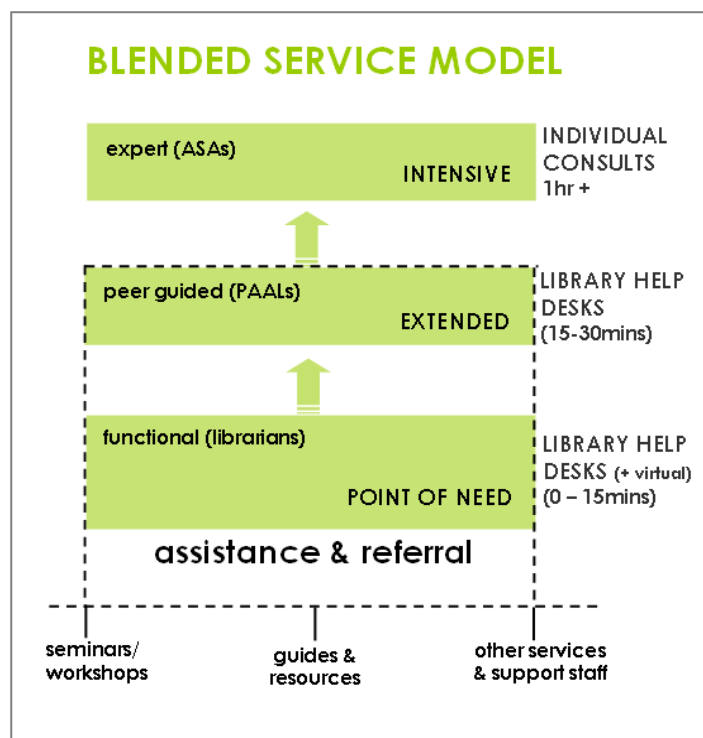 BLENDED SERVICE MODEL
expert (ASAs)
INTENSIVE
INDIVIDUAL
CONSULTS
1hr +
peer guided (PAALs)
EXTENDED
LIBRARY HELP
DESKS
(15-30mins)
functional (librarians)
POINT OF NEED
LIBRARY HELP
DESKS (+ virtual)
(0 – 15mins)
assistance & referral
seminars/
workshops
guides &
resources
other services
& support staff